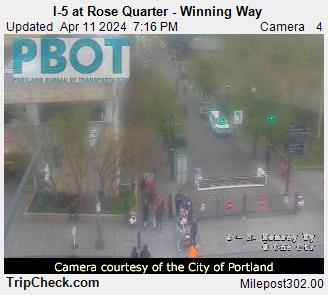 I-5 at Rose Quarter - Winning Way
Updated Apr 11 2024 7:16 PM Camera 4
PBOT
PORTLAND BUREAU OF TRANSPORTATION
Camera courtesy of the City of Portland
TripCheck.com Milepost302.00